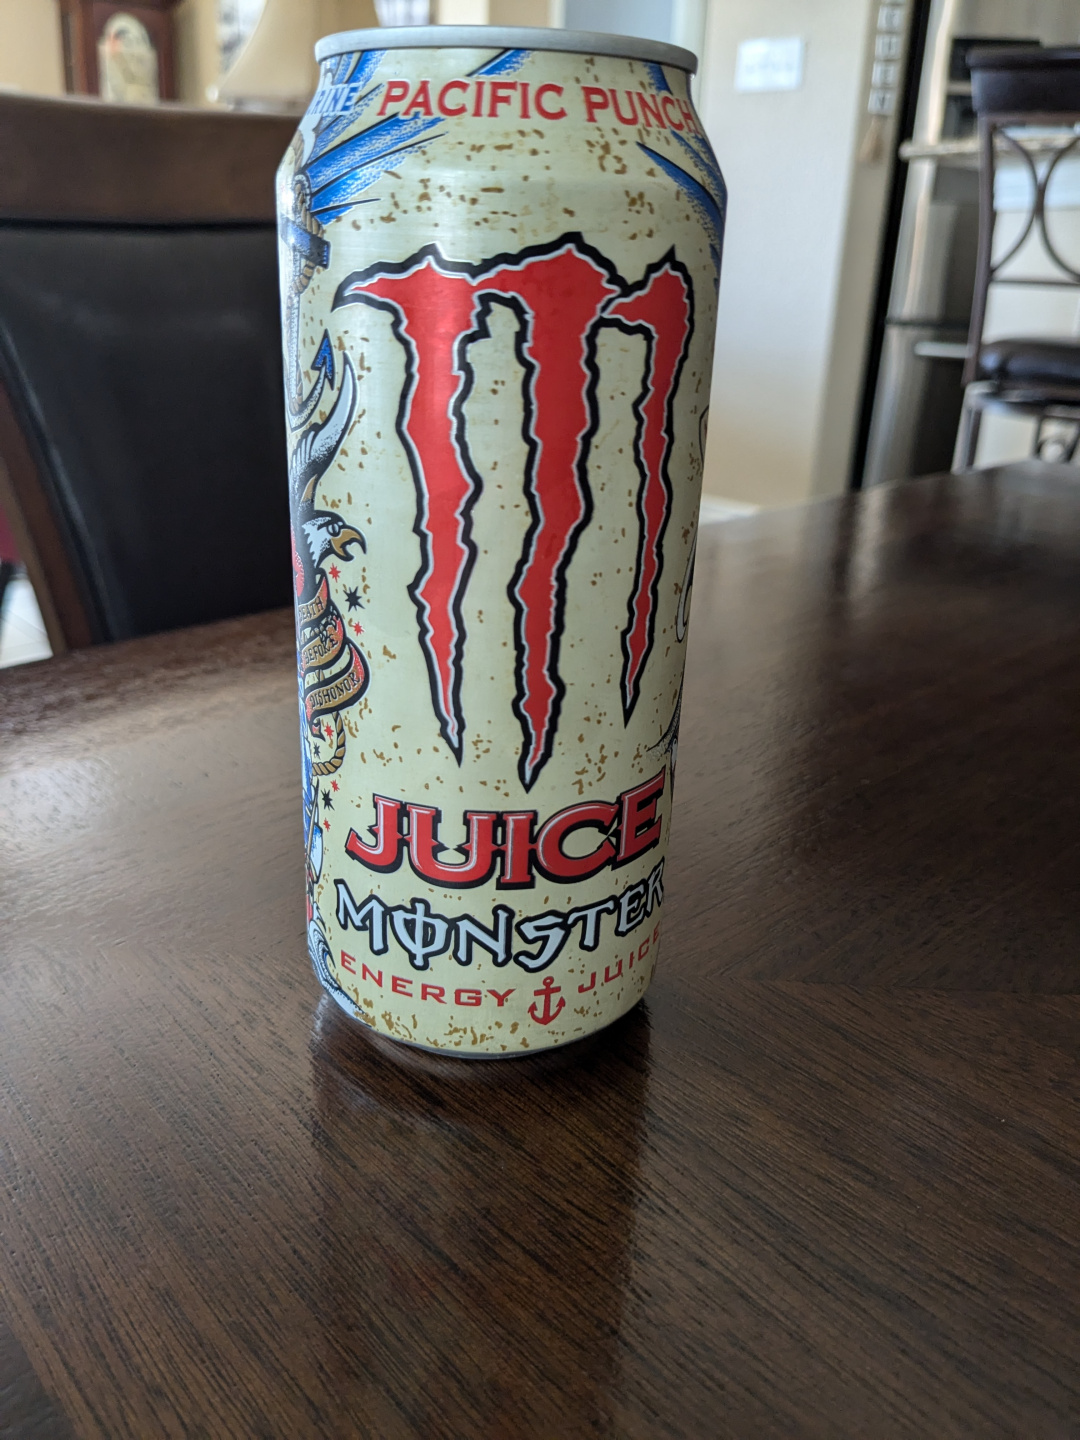 PACIFIC PUNCH
DEATH
BEFORE
DISHONOR
JUICE
MONSTER
ENERGY JUICE